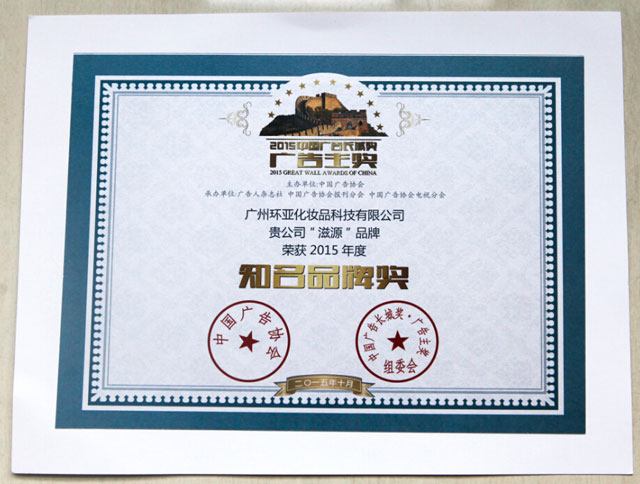 2015中国广告长城奖
广告主奖
2015 GREAT WALL AWARDS OF CHINA
主办单位:中国广告协会
承办单位:广告人杂志社 中国广告协会报刊分会 中国广告协会电视分会
广州环亚化妆品科技有限公司
贵公司“滋源”品牌
荣获 2015 年度
知名品牌奖
中国广告协会
中国广告长城奖·广告主奖
组委会
二〇一五年十月